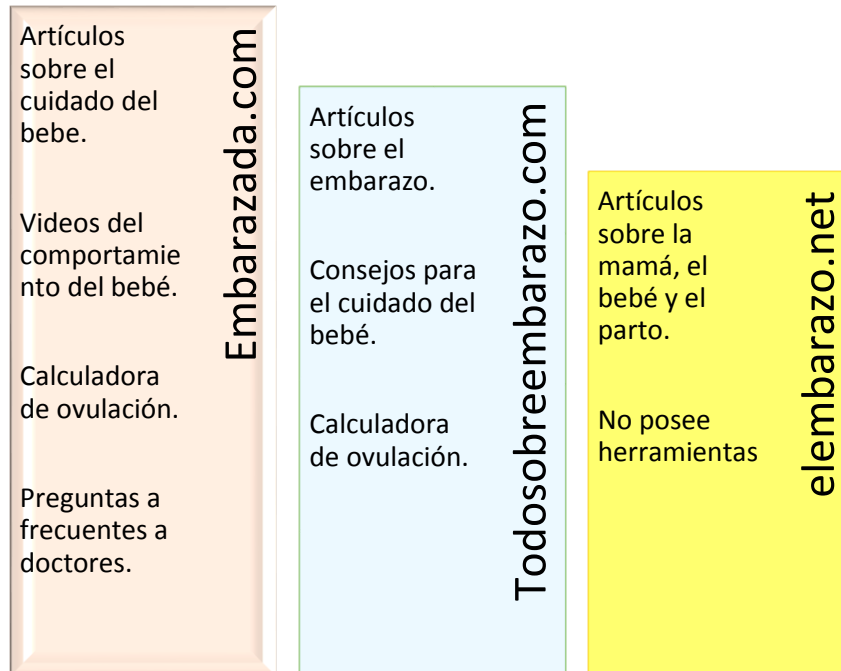 Artículos
sobre el
cuidado del
bebe.
Videos del
comportamie
nto del bebé.
Calculadora
de ovulación.
Preguntas a
frecuentes a
doctores.
Embarazada.com
Artículos
sobre el
embarazo.
Consejos para
el cuidado del
bebé.
Calculadora
de ovulación.
Todosobreembarazo.com
Artículos
sobre la
mamá, el
bebé y el
parto.
No posee
herramientas
elembarazo.net